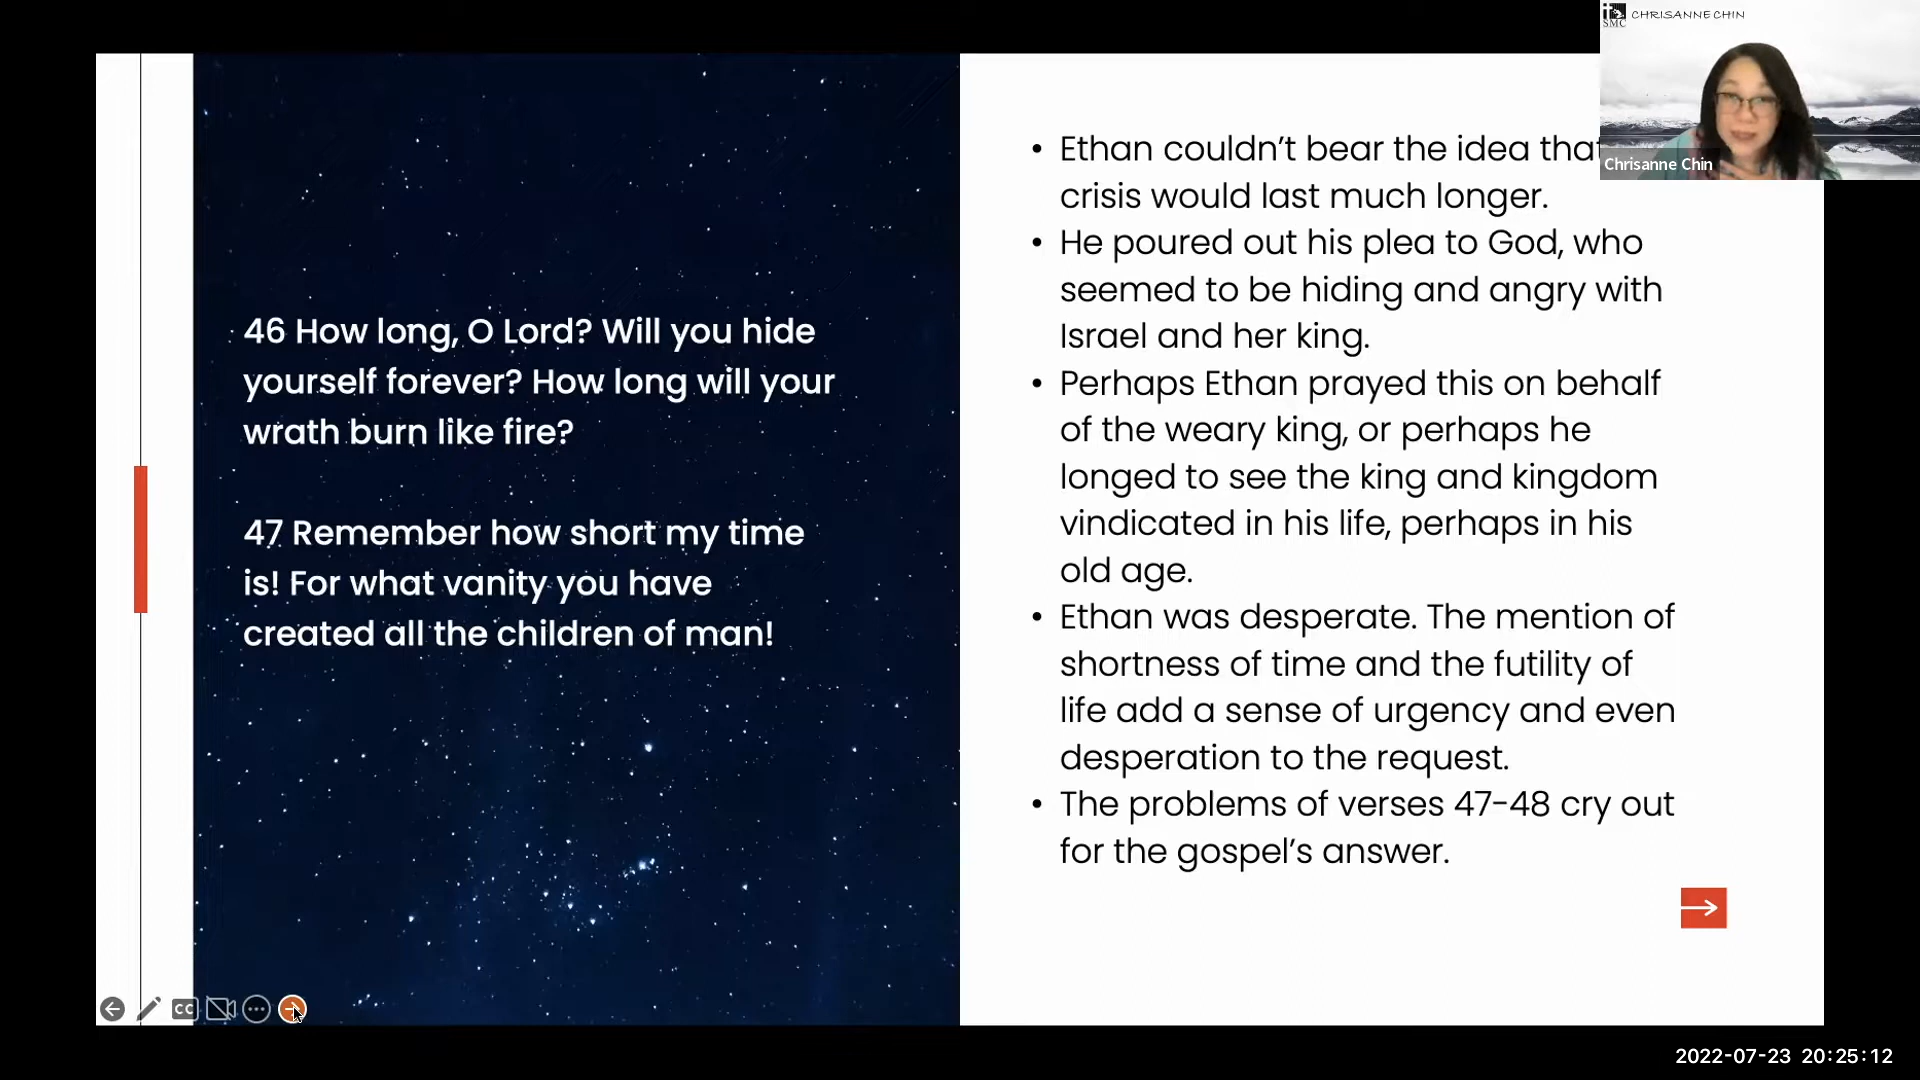 46 How long, O Lord? Will you hide
yourself forever? How long will your
wrath burn like fire?
47 Remember how short my time
is! For what vanity you have
created all the children of man!
• Ethan couldn’t bear the idea that
crisis would last much longer.
• He poured out his plea to God, who
seemed to be hiding and angry with
Israel and her king.
• Perhaps Ethan prayed this on behalf
of the weary king, or perhaps he
longed to see the king and kingdom
vindicated in his life, perhaps in his
old age.
• Ethan was desperate. The mention of
shortness of time and the futility of
life add a sense of urgency and even
desperation to the request.
• The problems of verses 47-48 cry out
for the gospel’s answer.
SMC
CHRISANNE CHIN
Chrisanne Chin
CC
2022-07-23 20:25:12